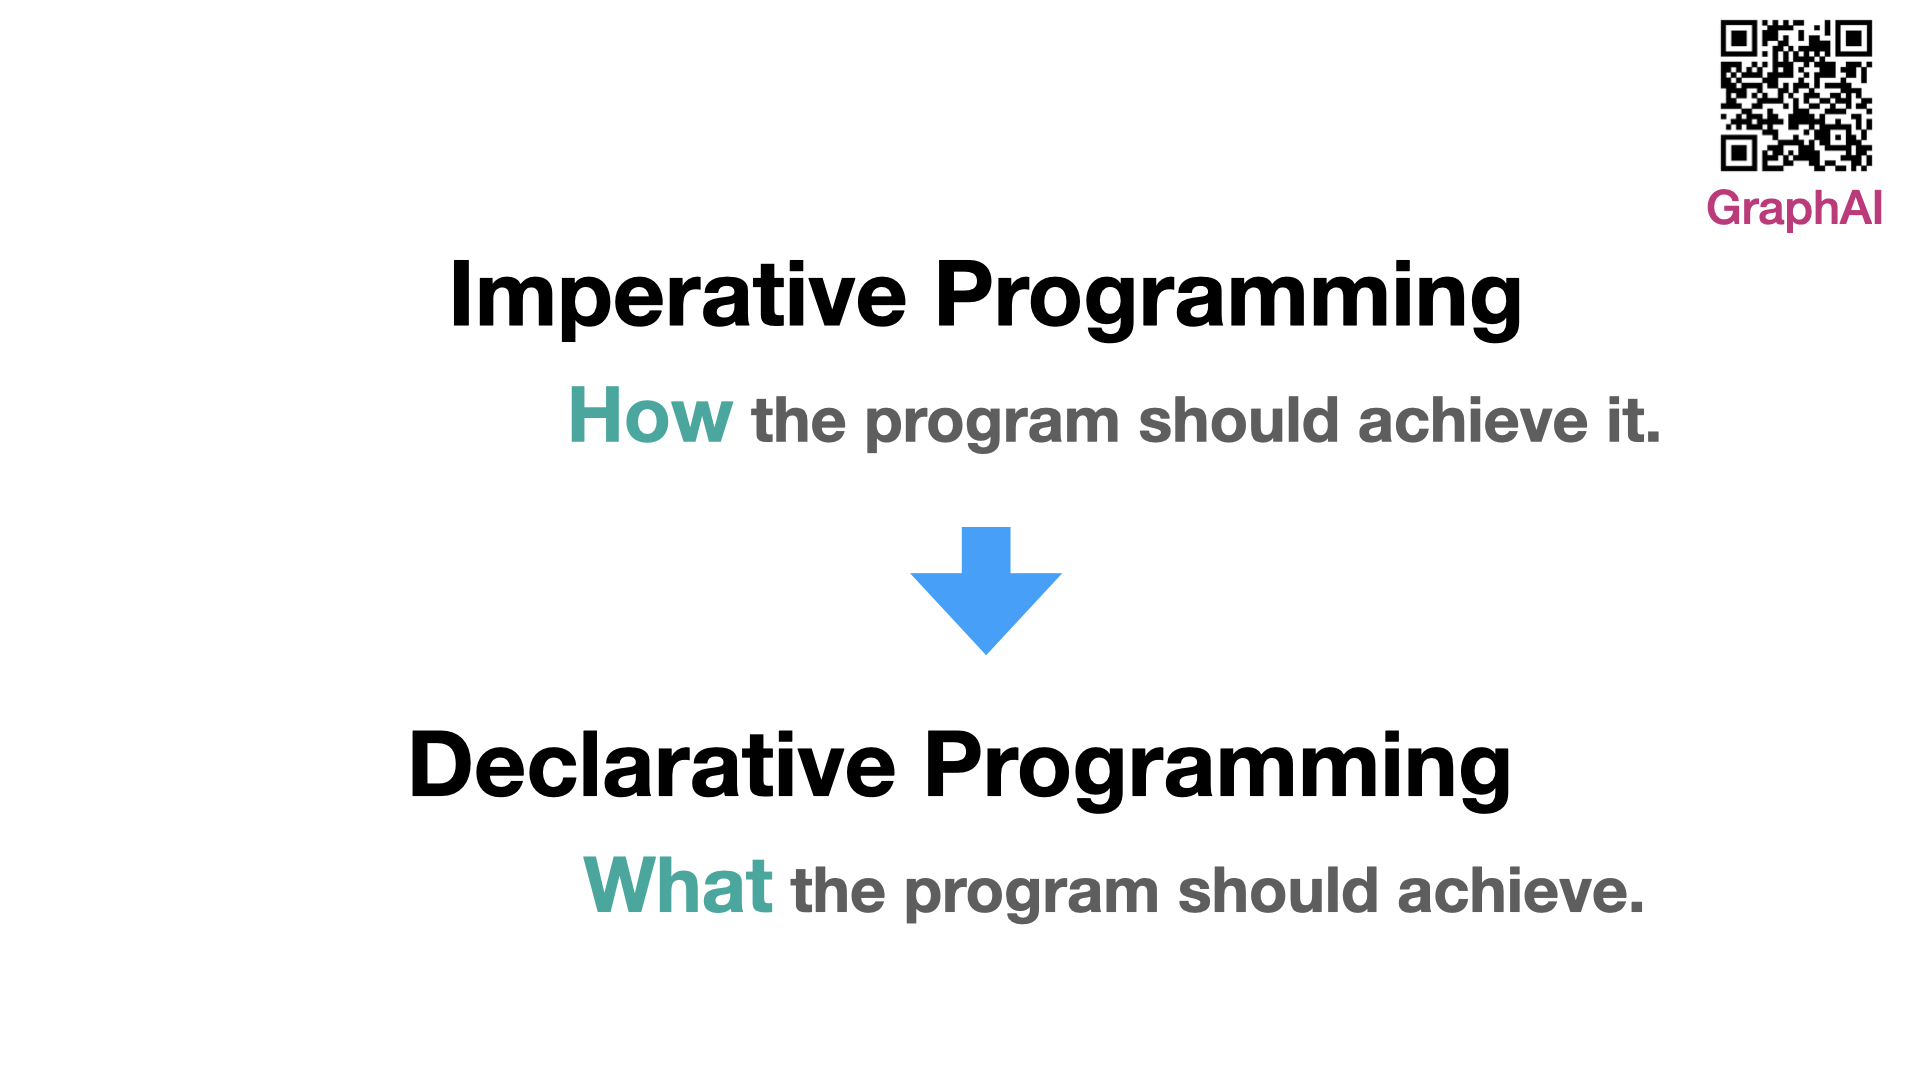 GraphAI
Imperative Programming
How the program should achieve it.
Declarative Programming
What the program should achieve.